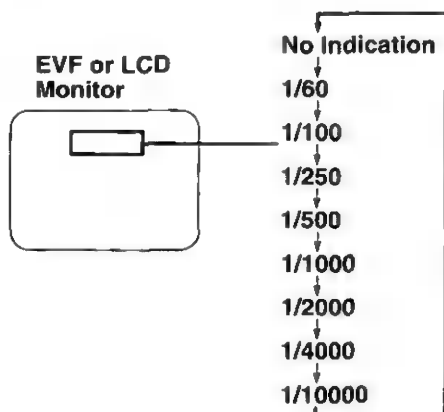 No Indication
EVF or LCD
Monitor
1/60
1/100
1/250
1/500
1/1000
1/2000
1/4000
1/10000